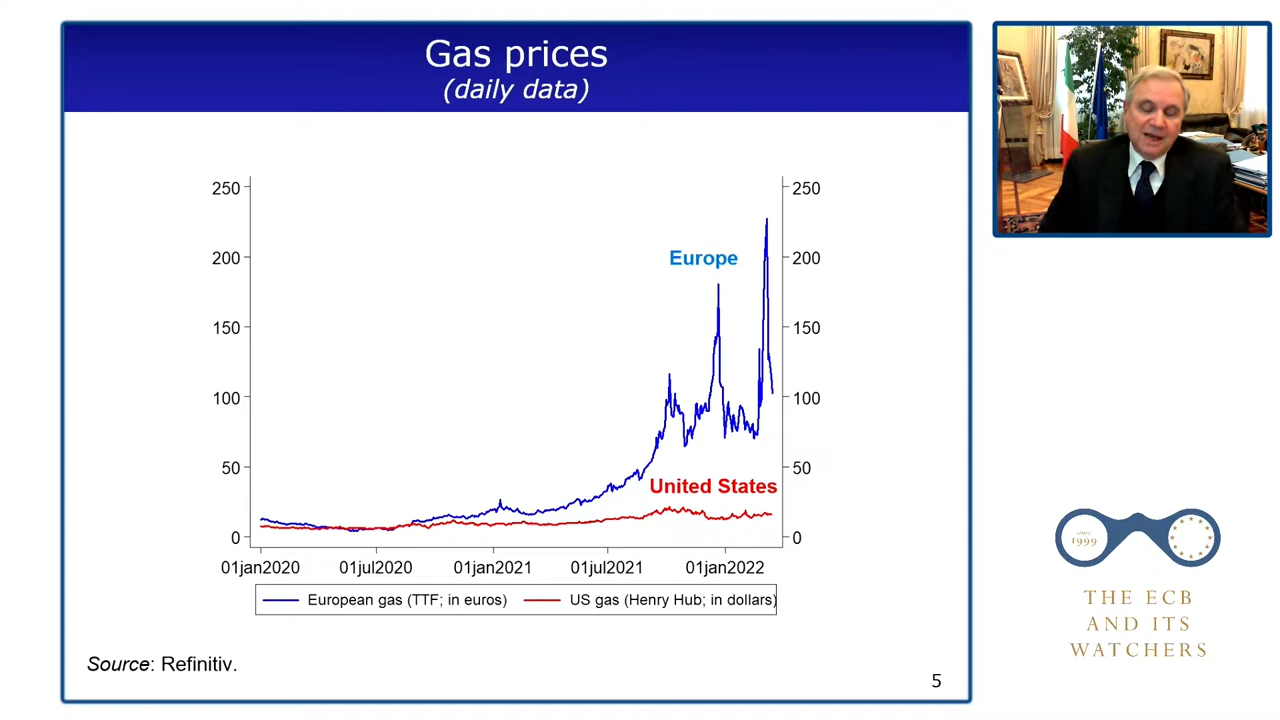 Gas prices
(daily data)
250
200
150
100
50
0
250
200
150
100
50
0
Europe
United States
01jan2020 01jul2020 01jan2021 01jul2021 01jan2022
European gas (TTF; in euros) US gas (Henry Hub; in dollars)
Source: Refinitiv.
5
since
1999
THE ECB
AND ITS
WATCHERS